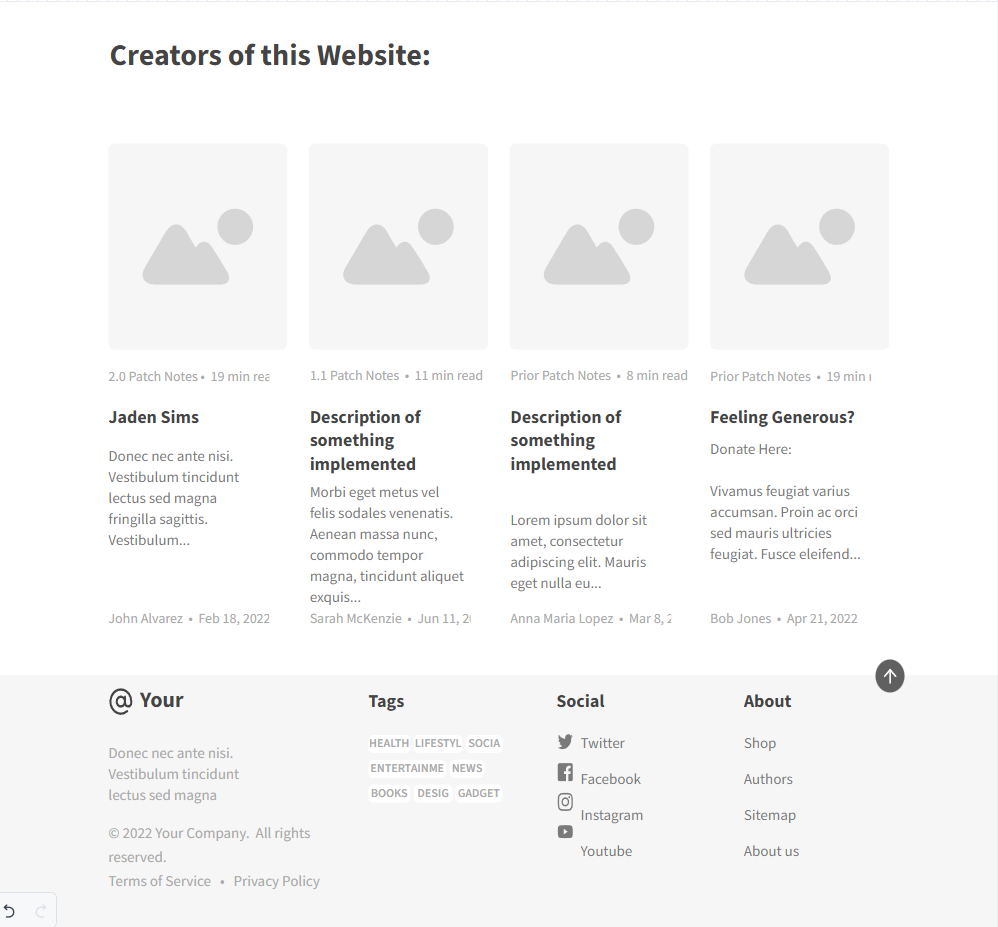 Creators of this Website:
2.0 Patch Notes • 19 min rea
1.1 Patch Notes • 11 min read
Prior Patch Notes • 8 min read
Prior Patch Notes • 19 min
Jaden Sims
Donec nec ante nisi.
Vestibulum tincidunt
lectus sed magna
fringilla sagittis.
Vestibulum...
John Alvarez • Feb 18, 2022
Description of
something
implemented
Morbi eget metus vel
felis sodales venenatis.
Aenean massa nunc,
commodo tempor
magna, tincidunt aliquet
exquis...
Sarah McKenzie • Jun 11, 2
Description of
something
implemented
Lorem ipsum dolor sit
amet, consectetur
adipiscing elit. Mauris
eget nulla eu...
Anna Maria Lopez • Mar 8, 2
Feeling Generous?
Donate Here:
Vivamus feugiat varius
accumsan. Proin ac orci
sed mauris ultricies
feugiat. Fusce eleifend...
Bob Jones • Apr 21, 2022
@ Your
Donec nec ante nisi.
Vestibulum tincidunt
lectus sed magna
© 2022 Your Company. All rights
reserved.
Terms of Service • Privacy Policy
Tags
HEALTH LIFESTYL SOCIA
ENTERTAINME NEWS
BOOKS DESIG GADGET
Social
Twitter
Facebook
Instagram
Youtube
About
Shop
Authors
Sitemap
About us